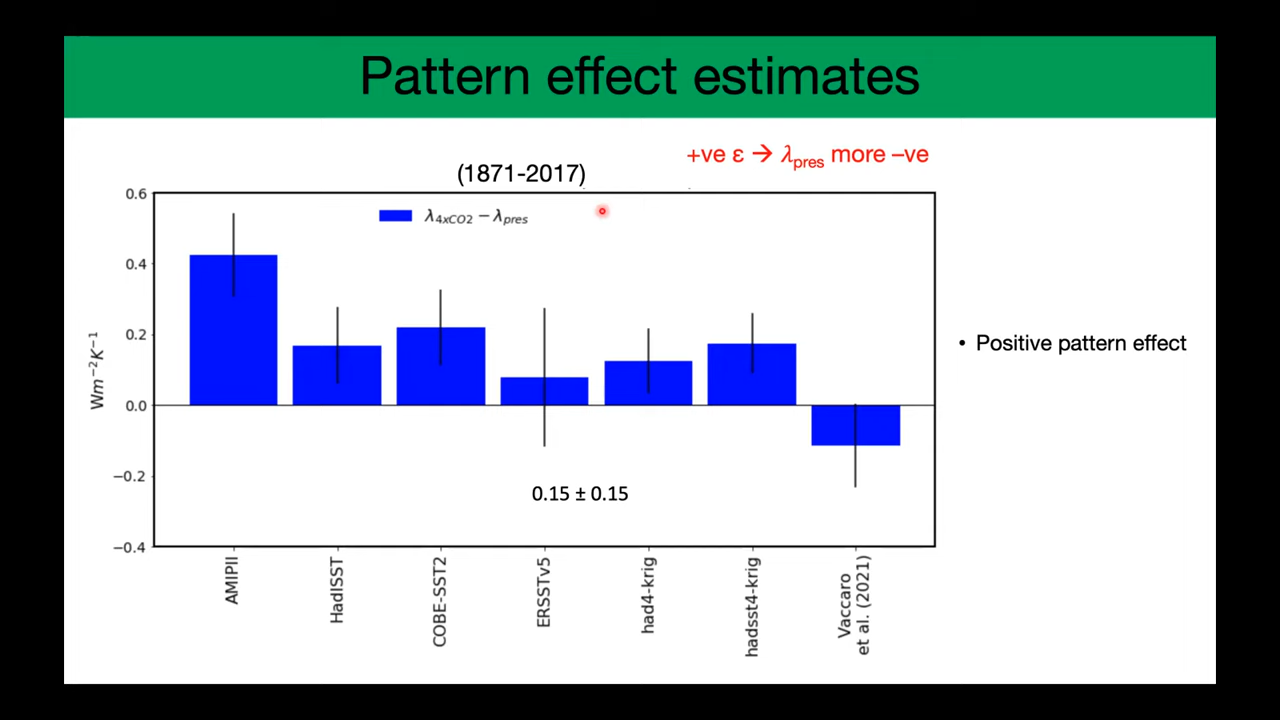 Pattern effect estimates
+ve ε → λpres more –ve
(1871-2017)
λ4xCO2 − λpres
0.6
0.4
0.2
0.0
−0.2
−0.4
Wm−2K−1
0.15 ± 0.15
AMIPII
HadISST
COBE-SST2
ERSSTv5
had4-krig
hadsst4-krig
Vaccaro
et al. (2021)
• Positive pattern effect